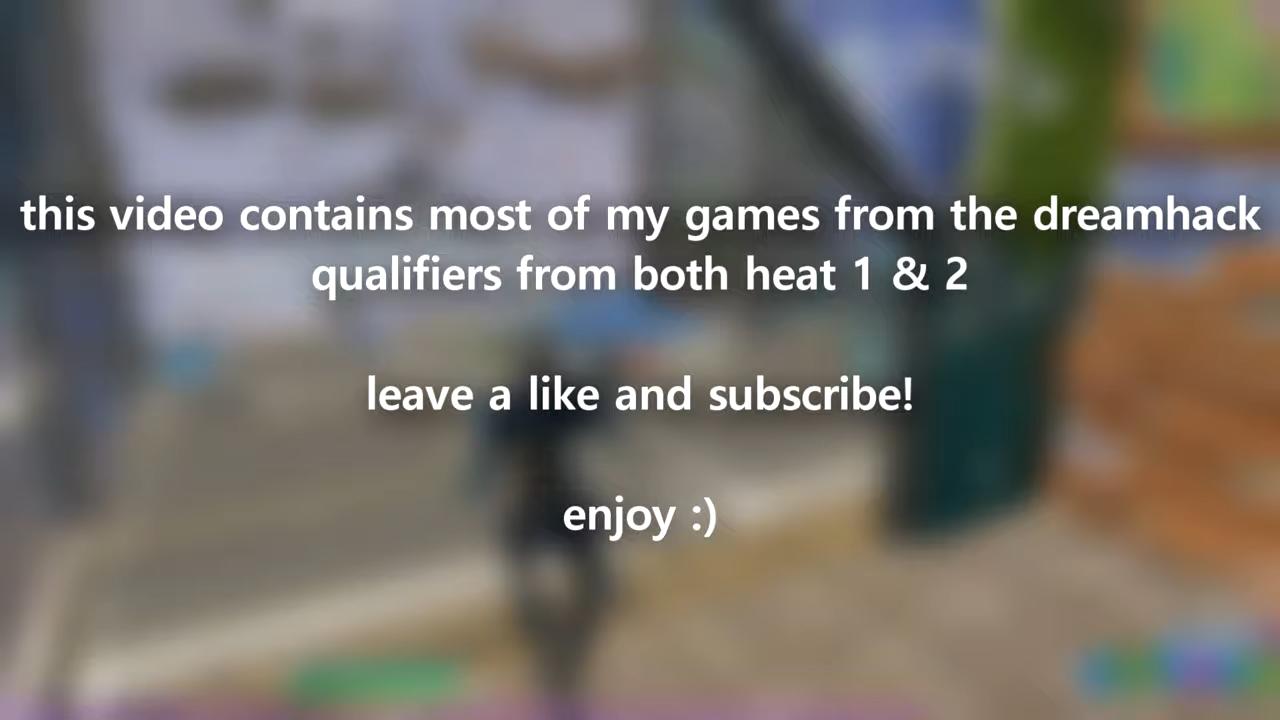 this video contains most of my games from the dreamhack
qualifiers from both heat 1 & 2
leave a like and subscribe!
enjoy :)